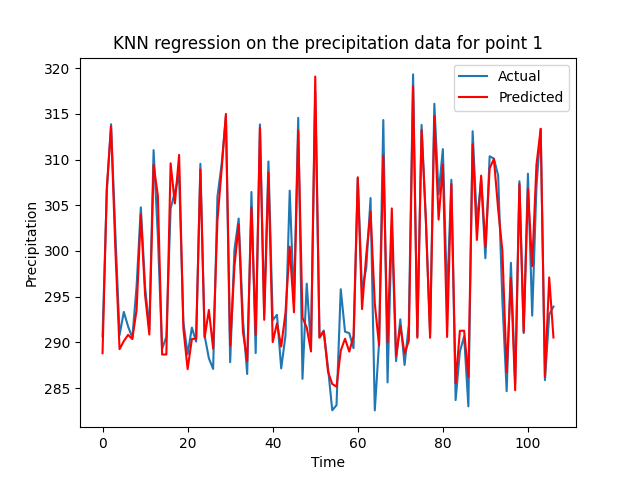 KNN regression on the precipitation data for point 1
Actual
Predicted
Precipitation
320
315
310
305
300
295
290
285
0
20
40
60
80
100
Time